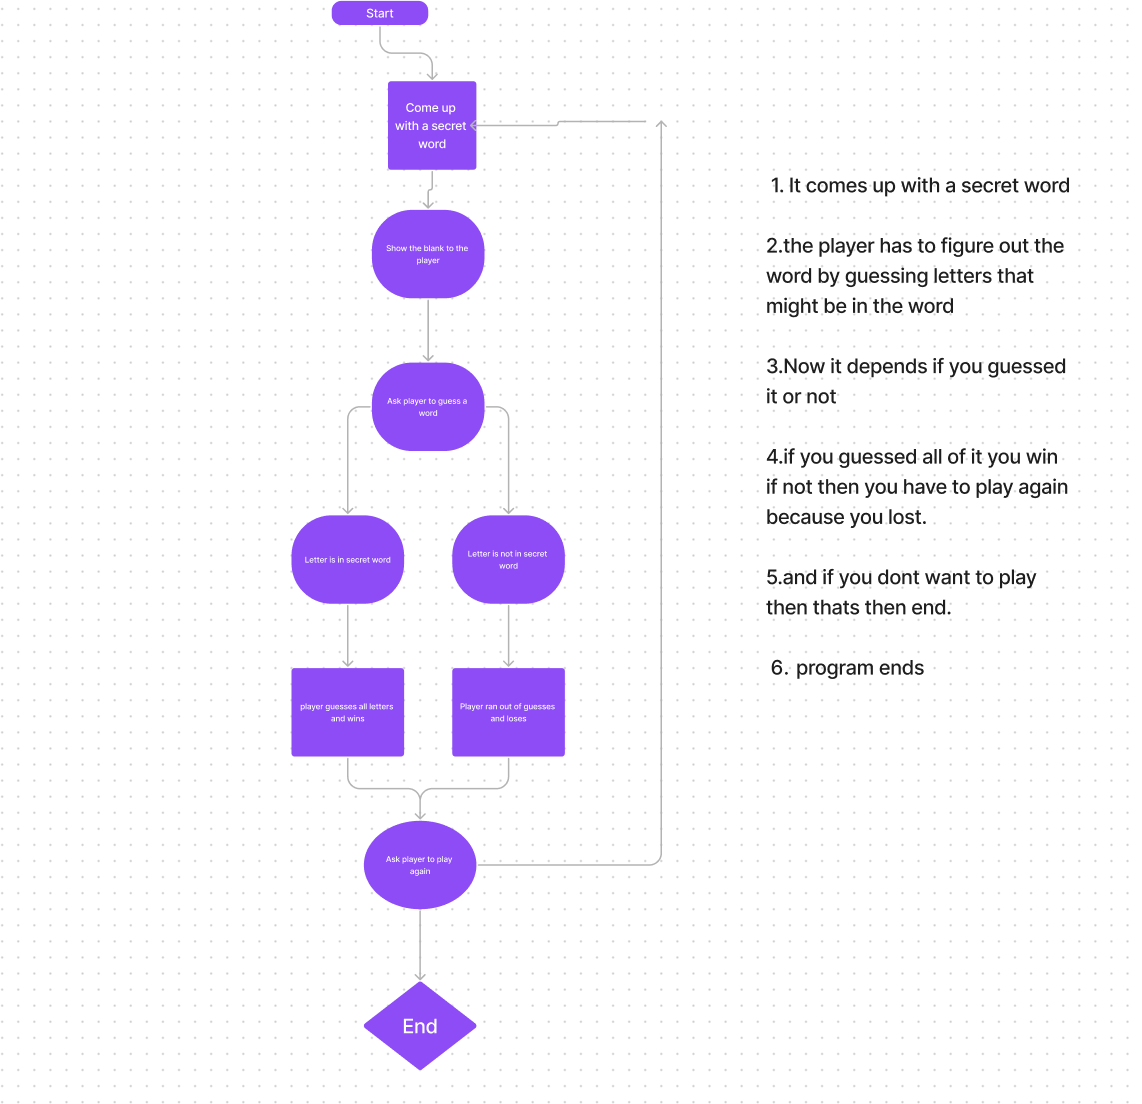 Start
Come up
with a secret
word
Show the blank to the
player
Ask player to guess a
word
Letter is in secret word
Letter is not in secret
word
player guesses all letters
and wins
Player ran out of guesses
and loses
Ask player to play
again
End
1. It comes up with a secret word
2.the player has to figure out the
word by guessing letters that
might be in the word
3.Now it depends if you guessed
it or not
4.if you guessed all of it you win
if not then you have to play again
because you lost.
5.and if you dont want to play
then thats then end.
6. program ends